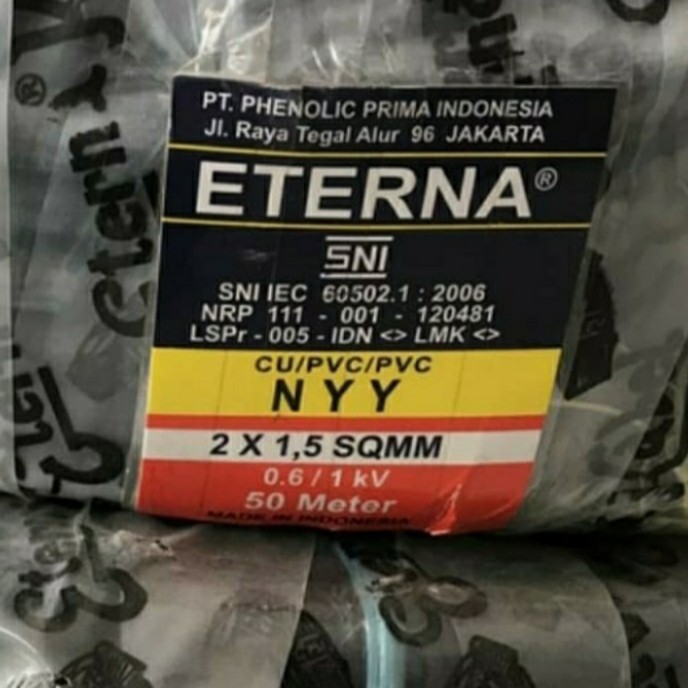 PT. PHENOLIC PRIMA INDONESIA
Jl. Raya Tegal Alur 96 JAKARTA
ETERNA®
SNI
SNI IEC 60502.1 : 2006
NRP 111 - 001 - 120481
LSPr - 005 - IDN <> LMK <>
CU/PVC/PVC
NYY
2 X 1,5 SQMM
0.6 / 1 kV
50 Meter
MADE IN INDONESIA
Eterna